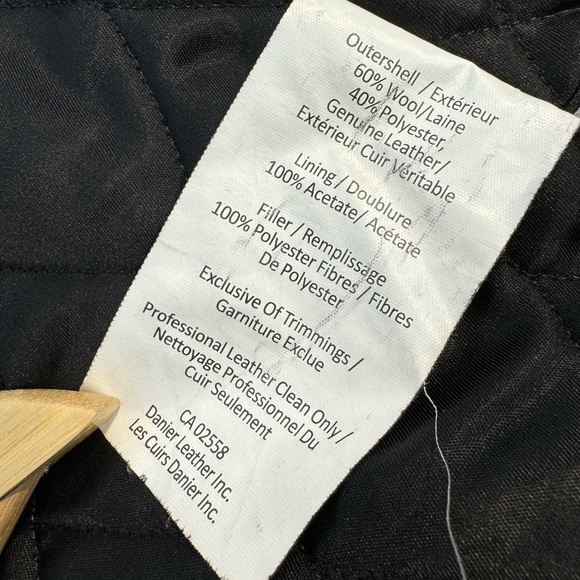 Outershell / Extérieur
60% Wool/Laine
40% Polyester,
Genuine Leather/
Extérieur Cuir Véritable
Lining / Doublure
100% Acetate/ Acétate
Filler / Remplissage
100% Polyester Fibres / Fibres
De Polyester
Exclusive Of Trimmings /
Garniture Exclue
Professional Leather Clean Only /
Nettoyage Professionnel Du
Cuir Seulement
CA 02558
Danier Leather Inc.
Les Cuirs Danier Inc.